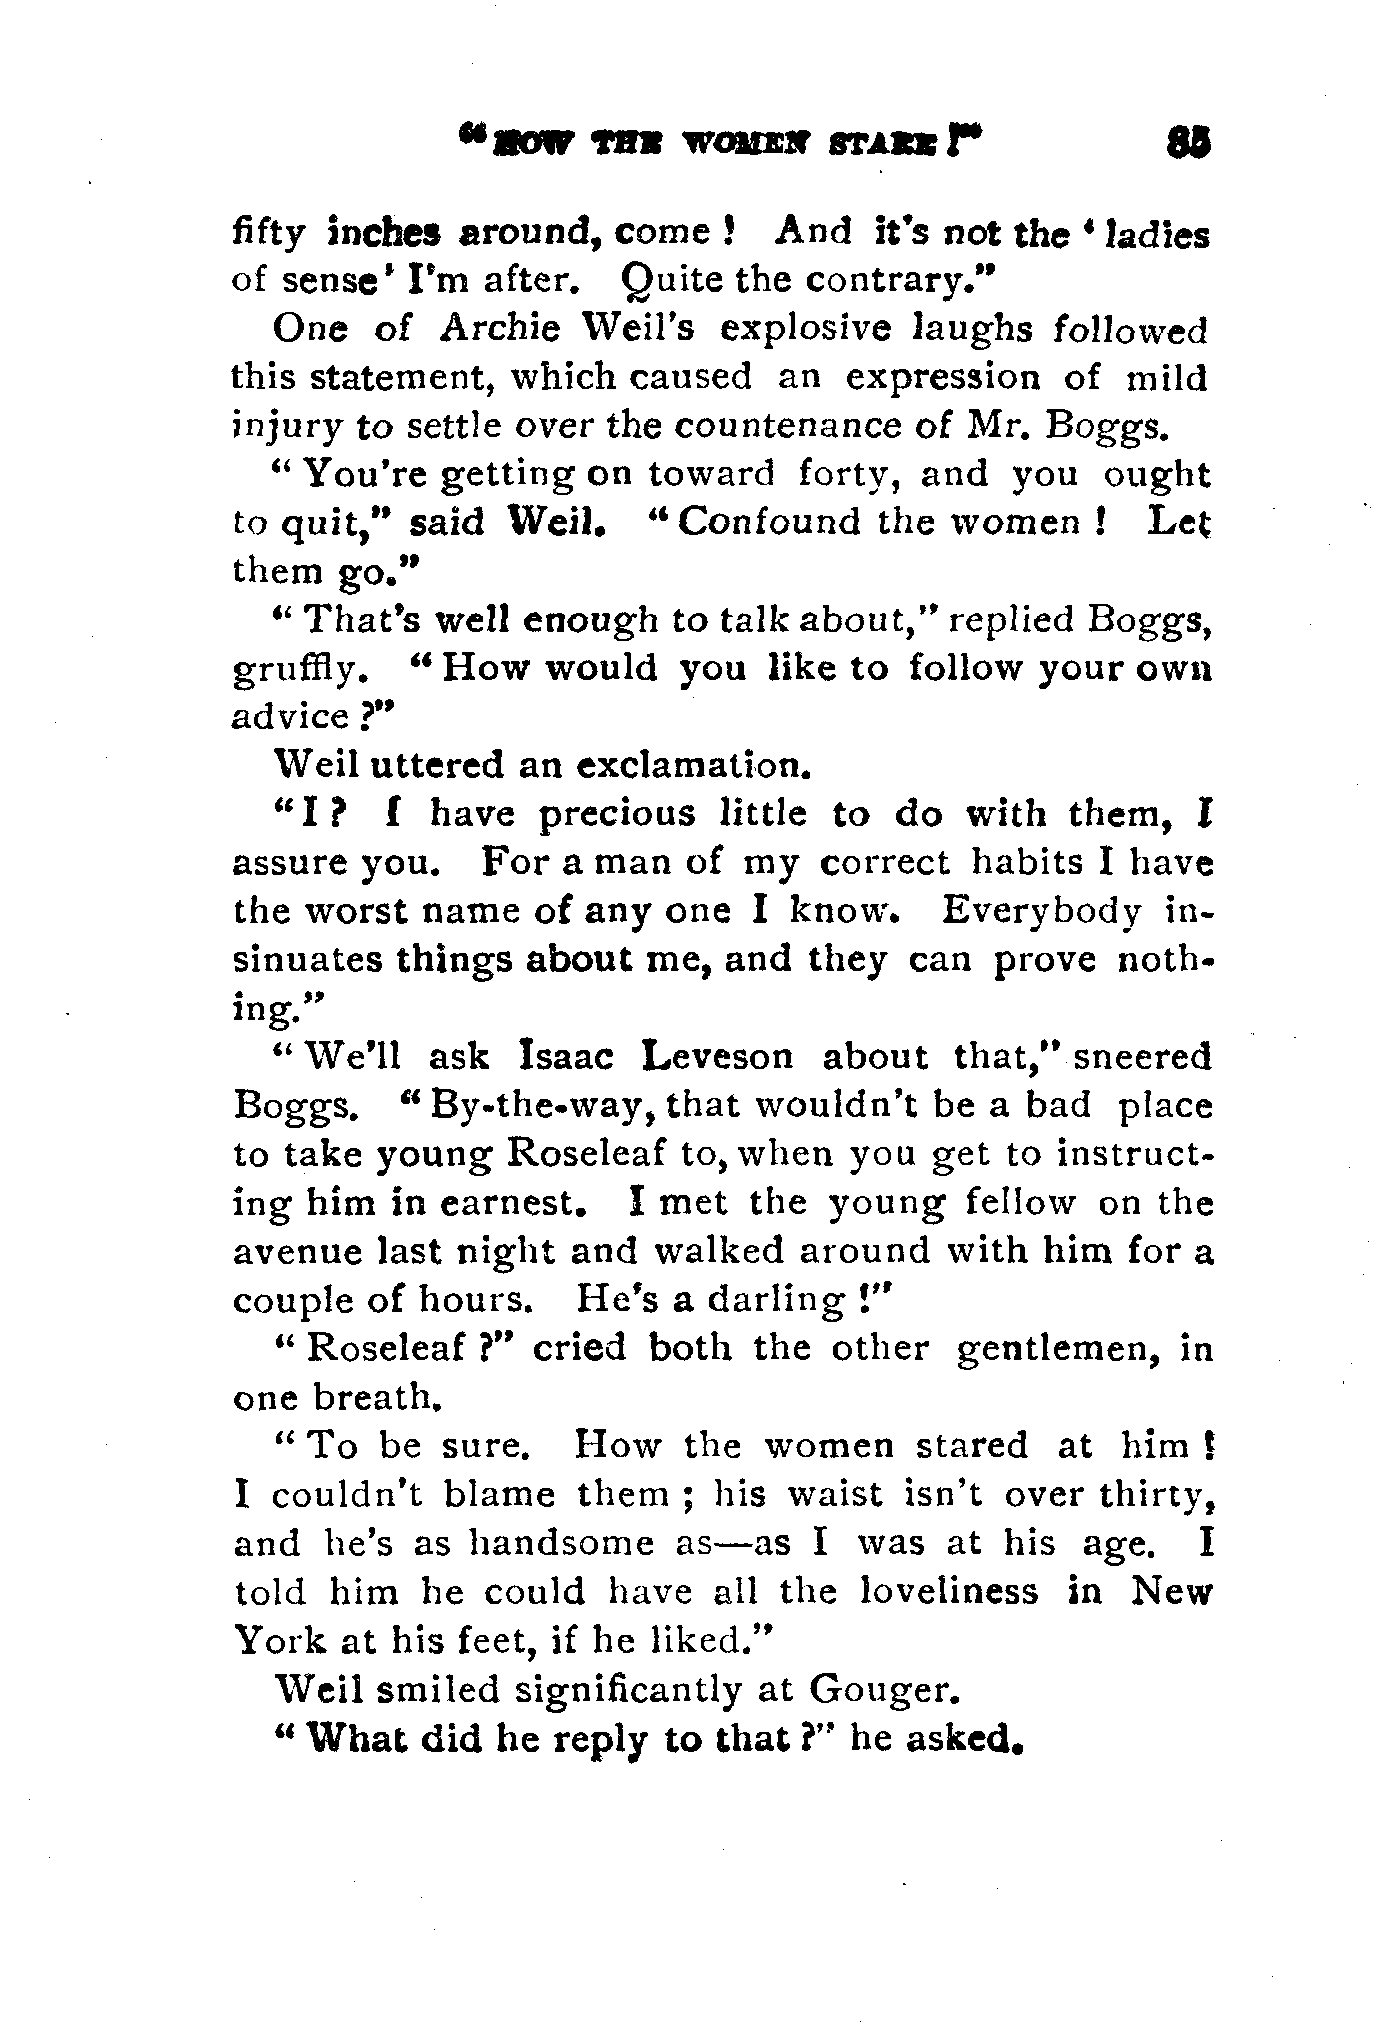 "HOW THE WOMEN STARE!" 85
fifty inches around, come ! And it's not the ' ladies
of sense' I'm after. Quite the contrary."
One of Archie Weil's explosive laughs followed
this statement, which caused an expression of mild
injury to settle over the countenance of Mr. Boggs.
" You're getting on toward forty, and you ought
to quit," said Weil. " Confound the women ! Let
them go."
" That's well enough to talk about," replied Boggs,
gruffly. " How would you like to follow your own
advice ?"
Weil uttered an exclamation.
" I ? I have precious little to do with them, I
assure you. For a man of my correct habits I have
the worst name of any one I know. Everybody in-
sinuates things about me, and they can prove noth-
ing."
" We'll ask Isaac Leveson about that," sneered
Boggs. " By-the-way, that wouldn't be a bad place
to take young Roseleaf to, when you get to instruct-
ing him in earnest. I met the young fellow on the
avenue last night and walked around with him for a
couple of hours. He's a darling !"
" Roseleaf ?" cried both the other gentlemen, in
one breath.
" To be sure. How the women stared at him !
I couldn't blame them ; his waist isn't over thirty,
and he's as handsome as—as I was at his age. I
told him he could have all the loveliness in New
York at his feet, if he liked."
Weil smiled significantly at Gouger.
" What did he reply to that ?" he asked.